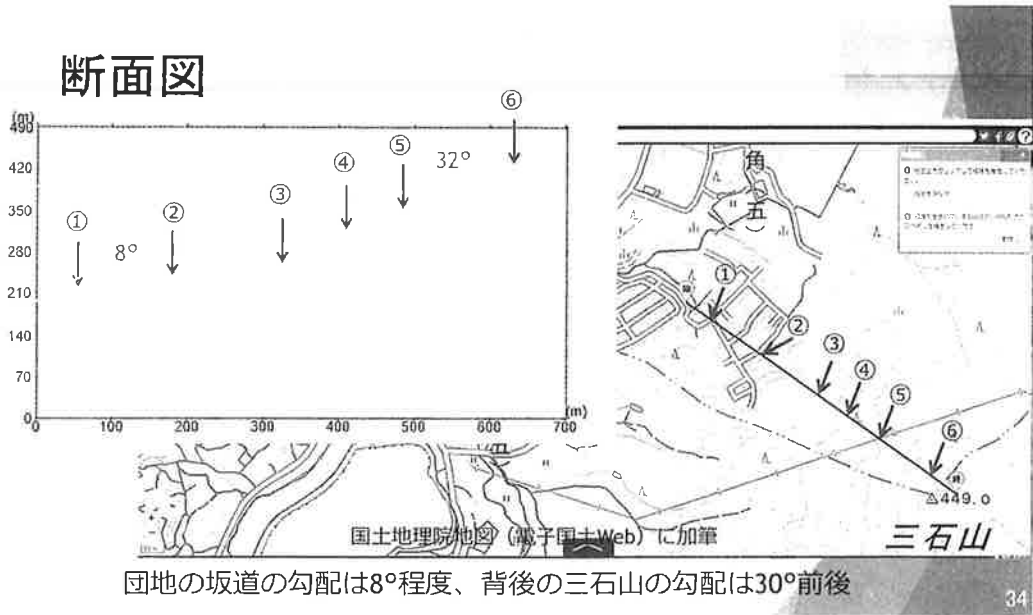 断面図
(m)
490
420
350
280
210
140
70
0
0 100 200 300 400 500 600 700 (m)
① 8° ② ③ ④ ⑤ 32° ⑥
角
五
① ② ③ ④ ⑤ ⑥
449.0
三石山
五
国土地理院地図（電子国土Web）に加筆
団地の坂道の勾配は8°程度、背後の三石山の勾配は30°前後
34